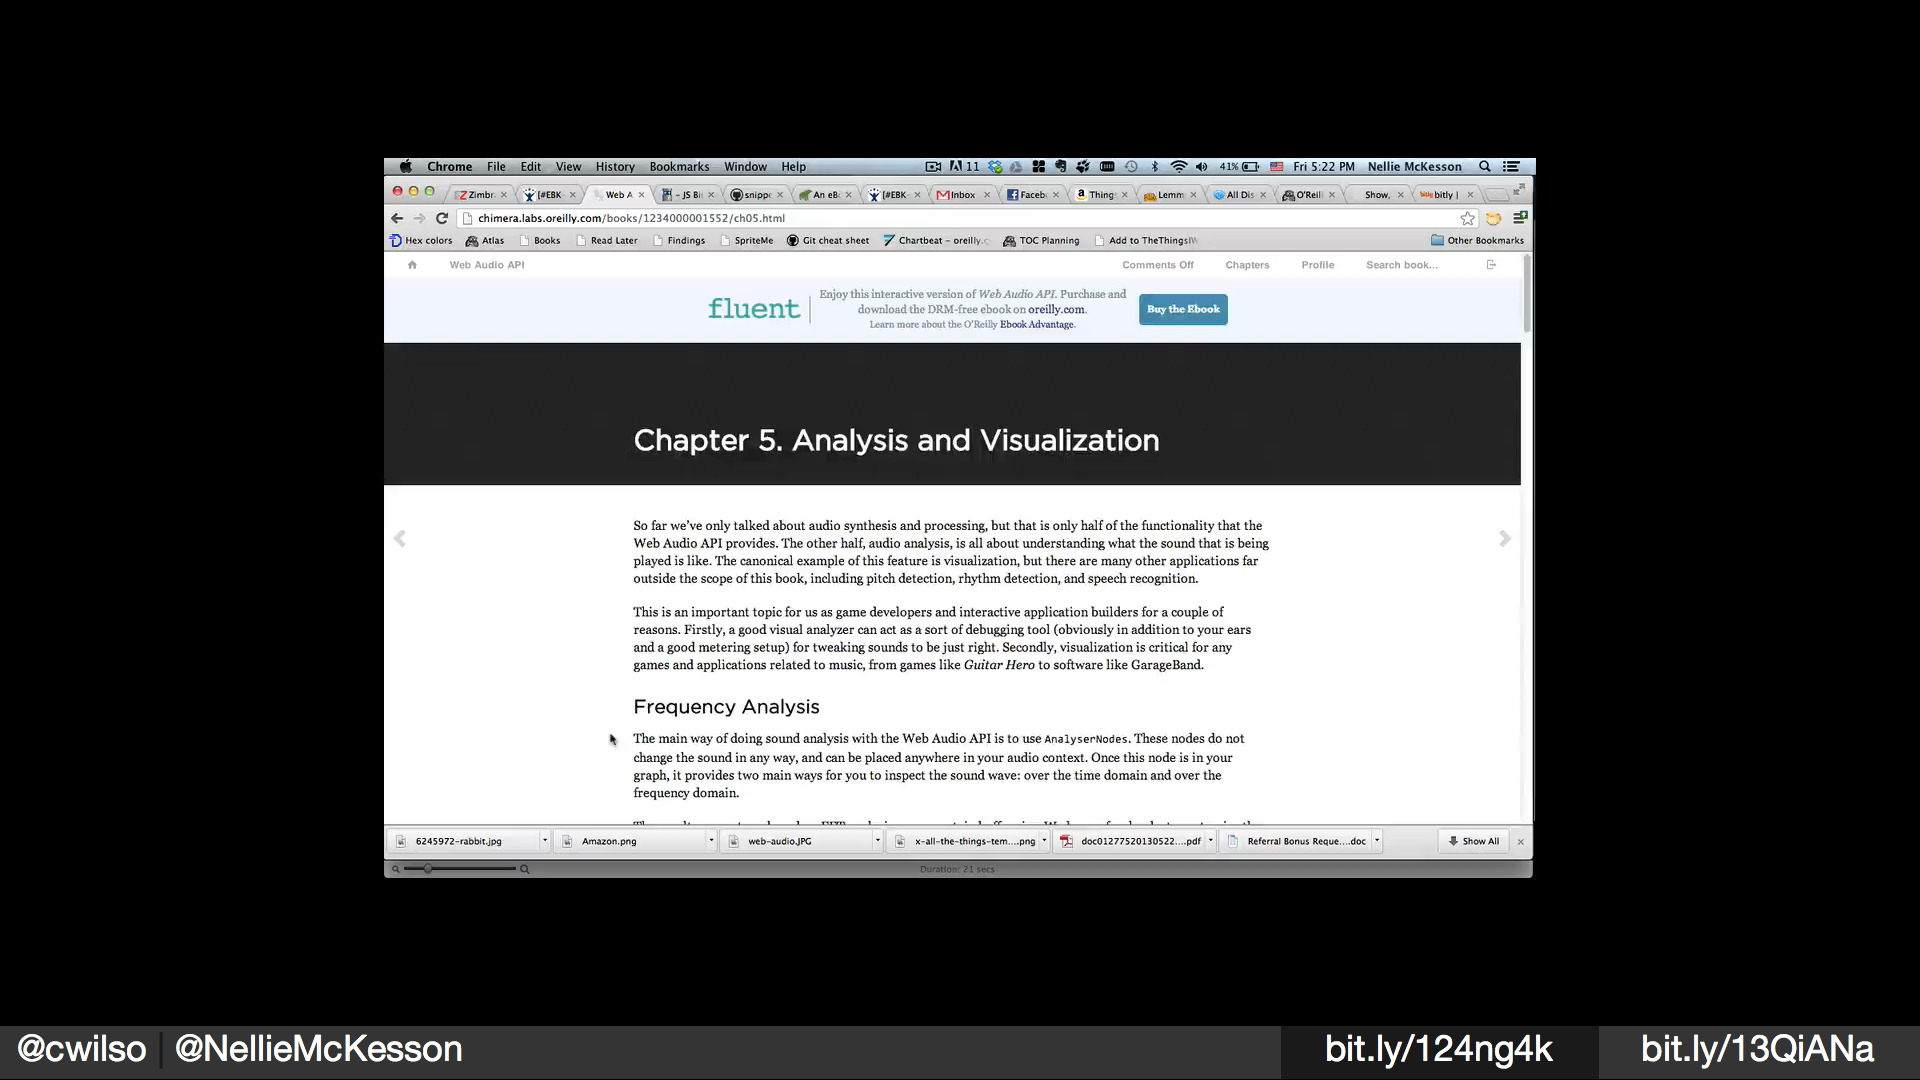 Chrome File Edit View History Bookmarks Window Help 11 41% Fri 5:22 PM Nellie McKesson
Zimbr [#EBK- Web A - JS Bi snippe An eB [#EBK- Inbox Faceb Thing Lemm All Dis O'Reil Show, bitly |
chimera.labs.oreilly.com/books/1234000001552/ch05.html
Hex colors Atlas Books Read Later Findings SpriteMe Git cheat sheet Chartbeat - oreilly.c TOC Planning Add to TheThingsIW Other Bookmarks
Web Audio API Comments Off Chapters Profile Search book...
fluent
Enjoy this interactive version of Web Audio API. Purchase and
download the DRM-free ebook on oreilly.com.
Learn more about the O'Reilly Ebook Advantage.
Buy the Ebook
Chapter 5. Analysis and Visualization
So far we've only talked about audio synthesis and processing, but that is only half of the functionality that the
Web Audio API provides. The other half, audio analysis, is all about understanding what the sound that is being
played is like. The canonical example of this feature is visualization, but there are many other applications far
outside the scope of this book, including pitch detection, rhythm detection, and speech recognition.
This is an important topic for us as game developers and interactive application builders for a couple of
reasons. Firstly, a good visual analyzer can act as a sort of debugging tool (obviously in addition to your ears
and a good metering setup) for tweaking sounds to be just right. Secondly, visualization is critical for any
games and applications related to music, from games like Guitar Hero to software like GarageBand.
Frequency Analysis
The main way of doing sound analysis with the Web Audio API is to use AnalyserNodes. These nodes do not
change the sound in any way, and can be placed anywhere in your audio context. Once this node is in your
graph, it provides two main ways for you to inspect the sound wave: over the time domain and over the
frequency domain.
6245972-rabbit.jpg Amazon.png web-audio.JPG x-all-the-things-tem....png doc01277520130522....pdf Referral Bonus Reque....doc Show All
Duration: 21 secs
@cwilso | @NellieMcKesson bit.ly/124ng4k bit.ly/13QiANa